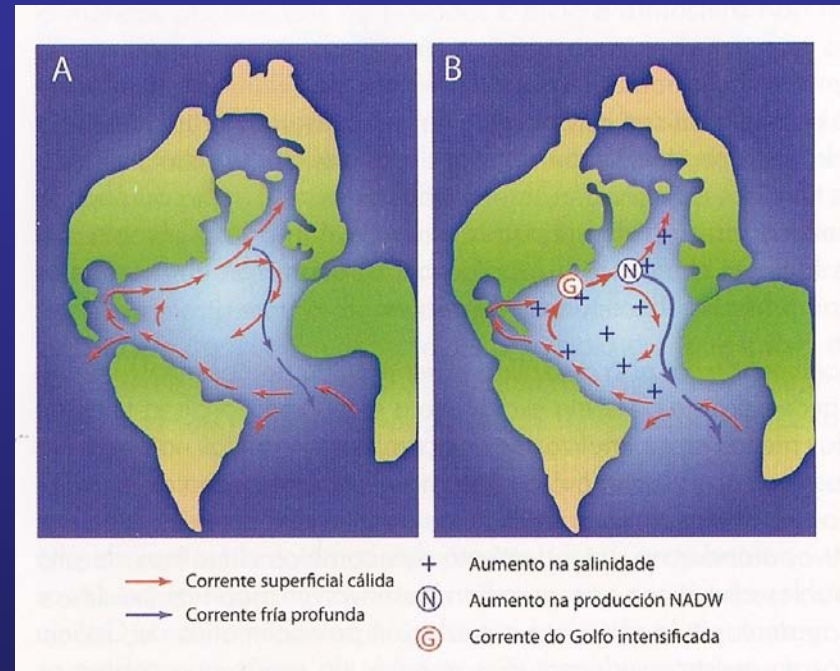 A
B
Corrente superficial cálida
Corrente fría profunda
+ Aumento na salinidade
N Aumento na producción NADW
G Corrente do Golfo intensificada
G
N